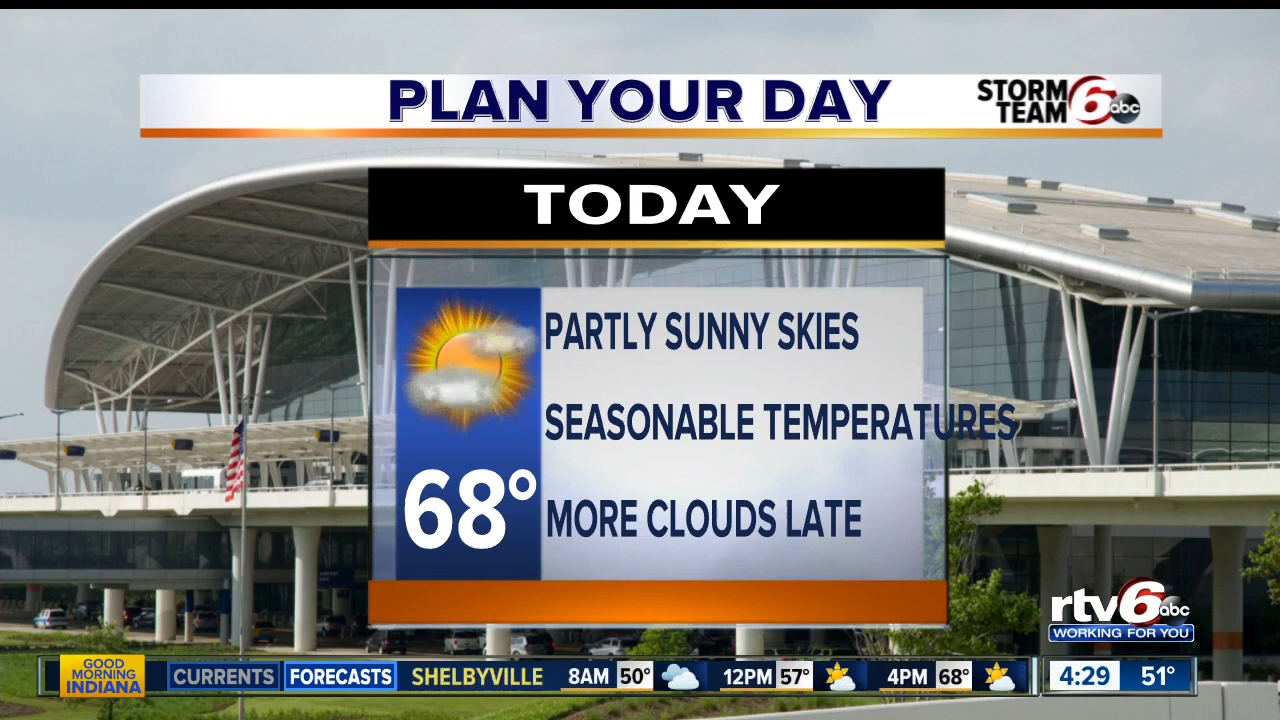 PLAN YOUR DAY
STORM TEAM 6 abc
TODAY
PARTLY SUNNY SKIES
SEASONABLE TEMPERATURES
68° MORE CLOUDS LATE
rtv6 abc
WORKING FOR YOU
GOOD MORNING INDIANA
CURRENTS FORECASTS SHELBYVILLE 8AM 50° 12PM 57° 4PM 68° 4:29 51°